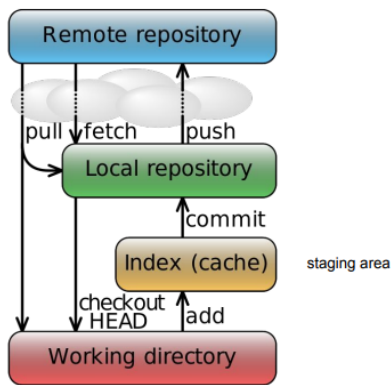 Remote repository
pull fetch push
Local repository
commit
Index (cache)
staging area
checkout
HEAD
add
Working directory